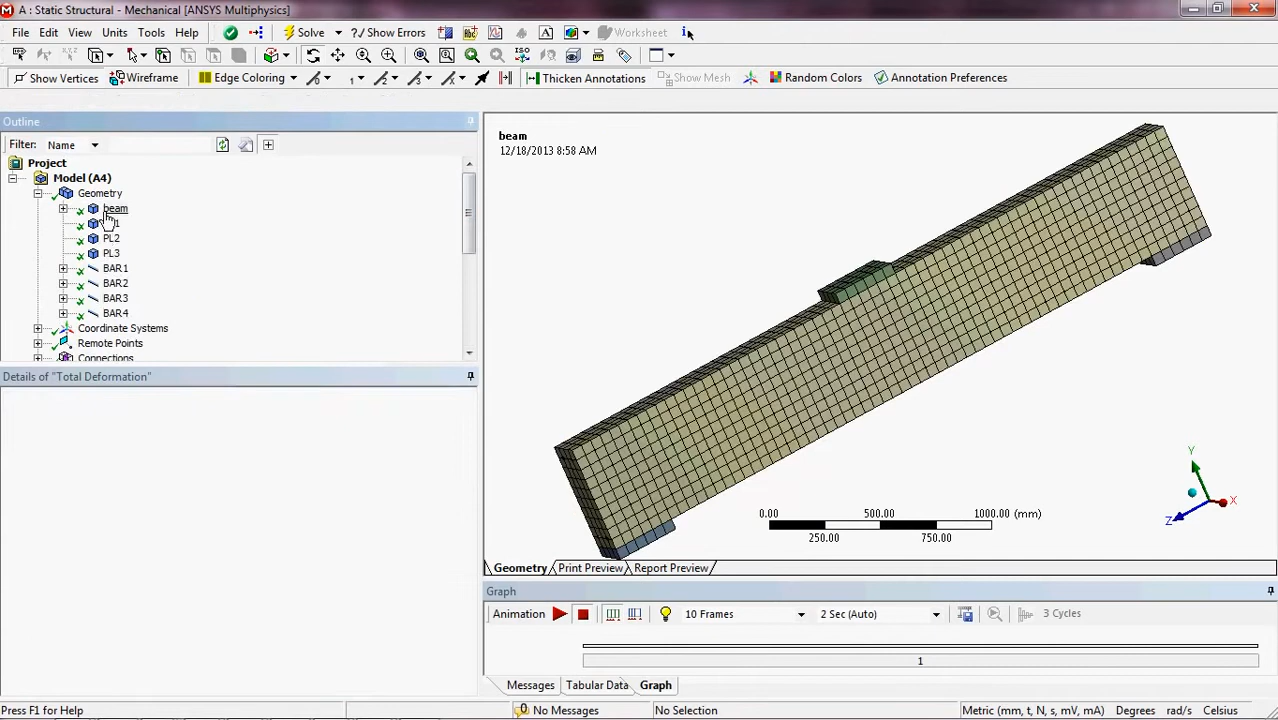 A : Static Structural - Mechanical [ANSYS Multiphysics]
File Edit View Units Tools Help Solve ?/Show Errors A Worksheet i
Show Vertices Wireframe Edge Coloring Thicken Annotations Show Mesh Random Colors Annotation Preferences
Outline
Filter: Name
Project
Model (A4)
Geometry
beam
1
PL2
PL3
BAR1
BAR2
BAR3
BAR4
Coordinate Systems
Remote Points
Connections
Details of "Total Deformation"
beam
12/18/2013 8:58 AM
Y
X
Z
0.00 500.00 1000.00 (mm)
250.00 750.00
Geometry Print Preview Report Preview
Graph
Animation 10 Frames 2 Sec (Auto) 3 Cycles
1
Messages Tabular Data Graph
Press F1 for Help No Messages No Selection Metric (mm, t, N, s, mV, mA) Degrees rad/s Celsius